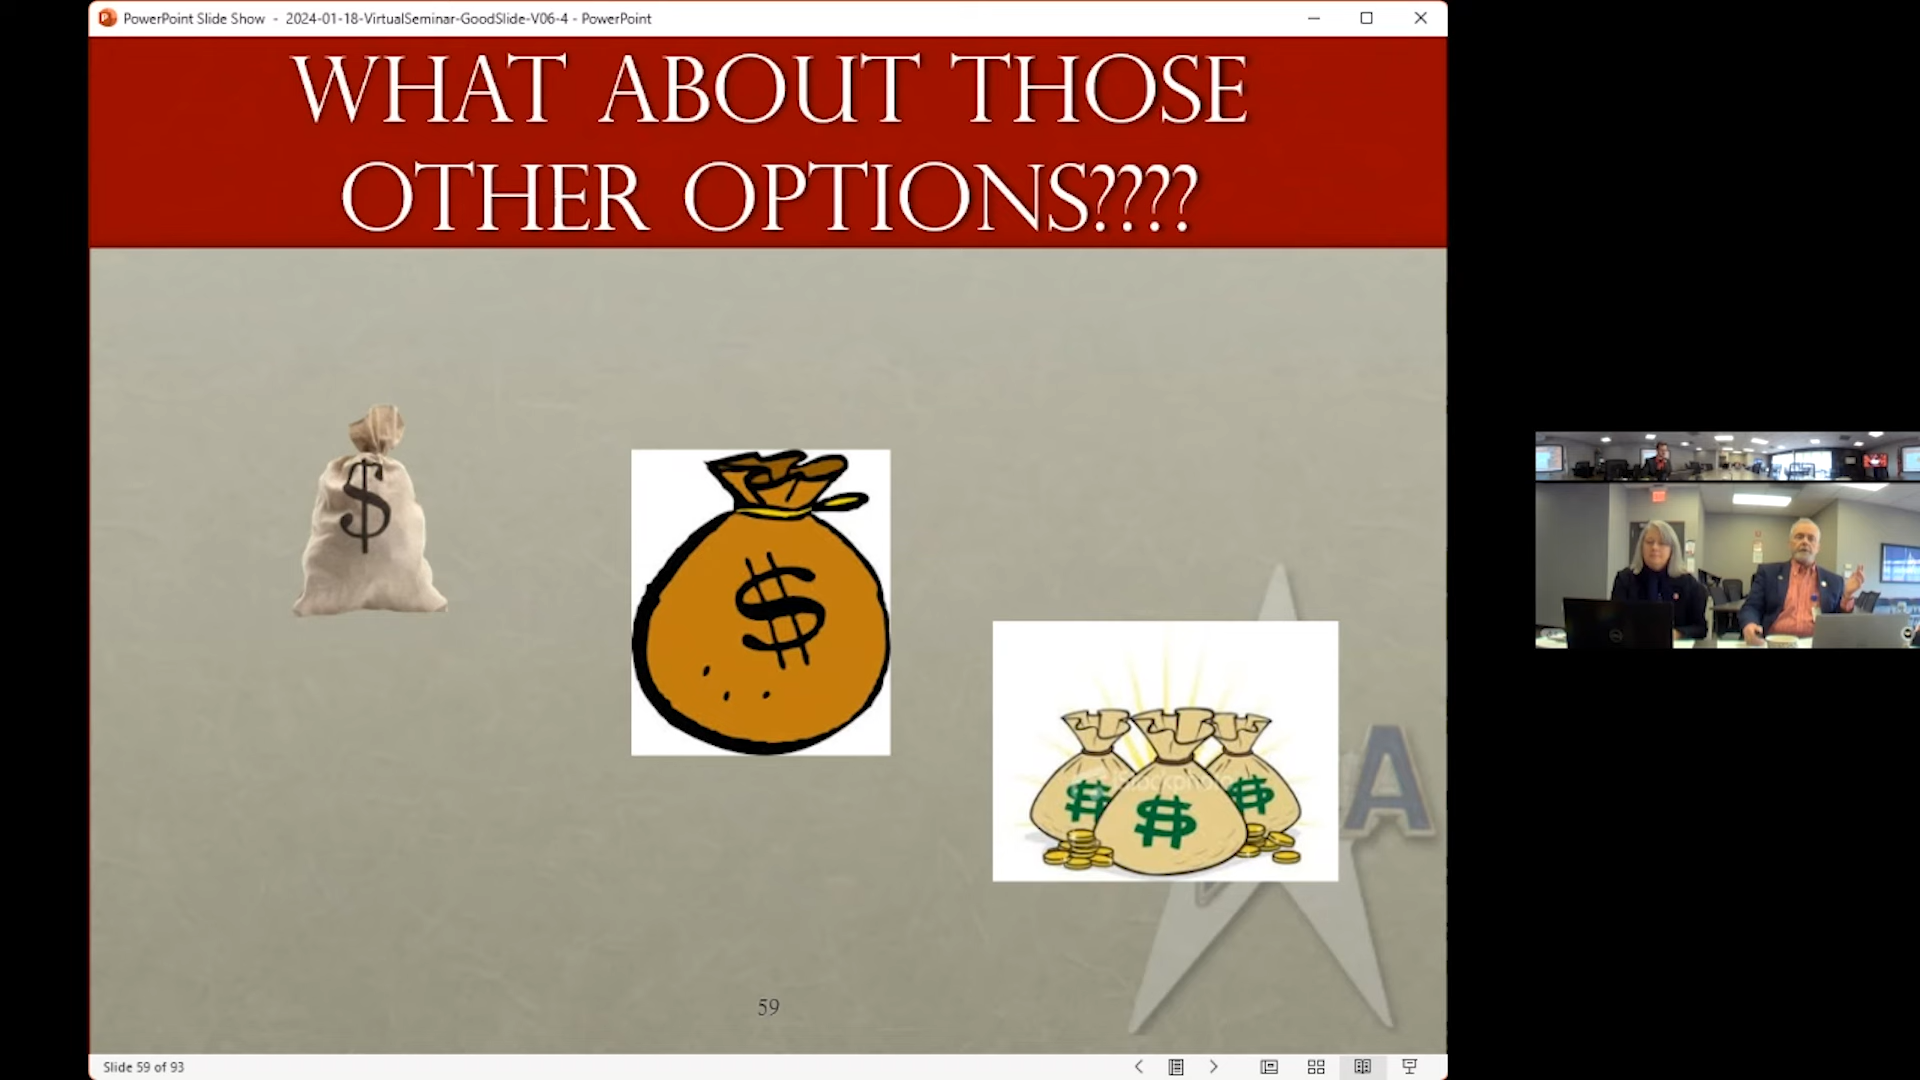 PowerPoint Slide Show - 2024-01-18-VirtualSeminar-GoodSlide-V06-4 - PowerPoint
WHAT ABOUT THOSE
OTHER OPTIONS????
$
$
$ $ $
iStockphoto
A
59
Slide 59 of 93